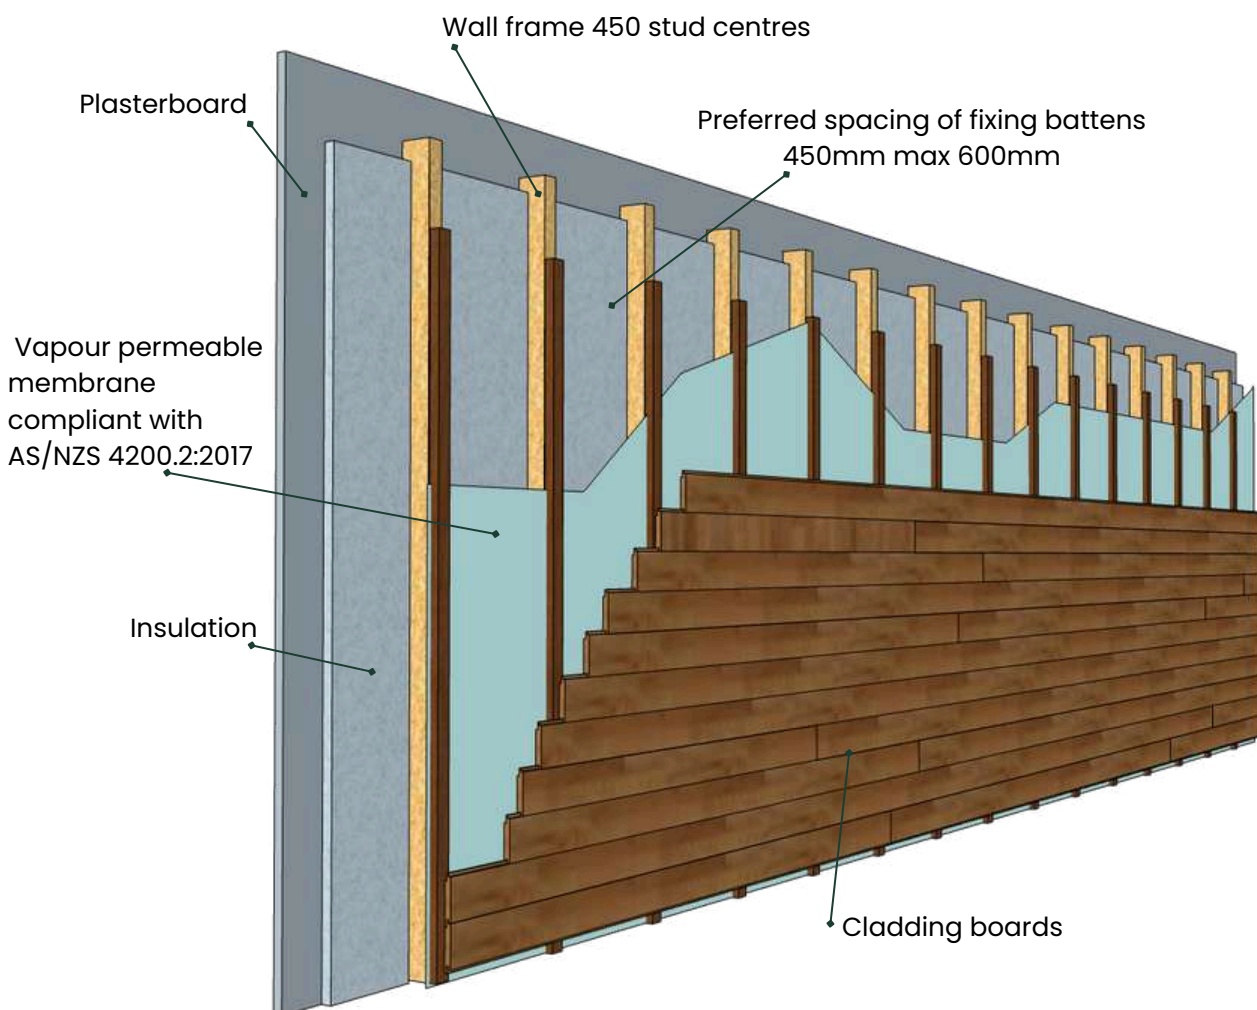 Wall frame 450 stud centres
Plasterboard
Preferred spacing of fixing battens
450mm max 600mm
Vapour permeable
membrane
compliant with
AS/NZS 4200.2:2017
Insulation
Cladding boards